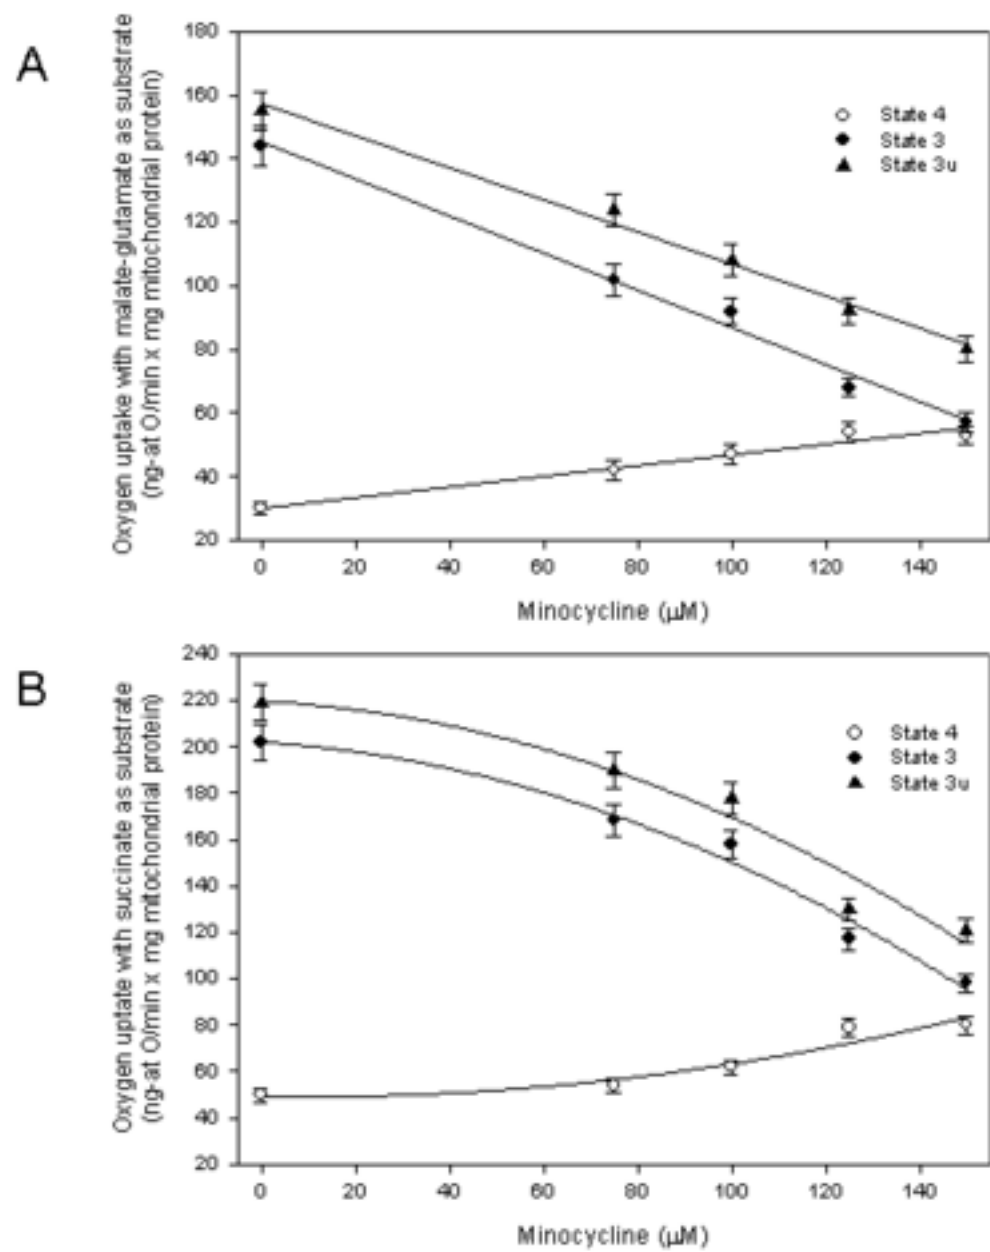 A
Oxygen uptake with malate-glutamate as substrate
(ng-at O/min x mg mitochondrial protein)
180
160
140
120
100
80
60
40
20
State 4
State 3
State 3u
0 20 40 60 80 100 120 140
Minocycline (μM)
B
Oxygen uptate with succinate as substrate
(ng-at O/min x mg mitochondrial protein)
240
220
200
180
160
140
120
100
80
60
40
20
State 4
State 3
State 3u
0 20 40 60 80 100 120 140
Minocycline (μM)